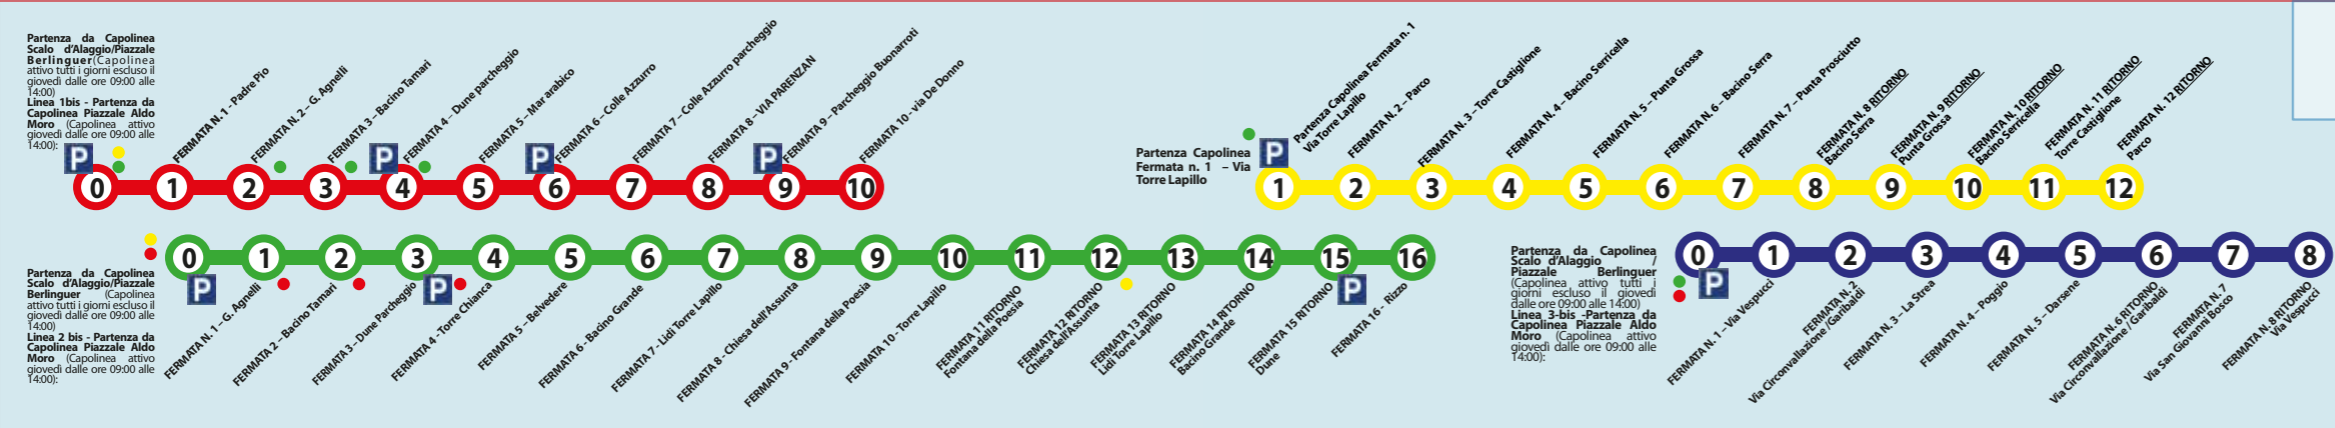 Partenza da Capolinea
Scalo d'Alaggio/Piazzale
Berlinguer(Capolinea
attivo tutti i giorni escluso il
giovedì dalle ore 09:00 alle
14:00)
Linea 1bis - Partenza da
Capolinea Piazzale Aldo
Moro (Capolinea attivo
giovedì dalle ore 09:00 alle
14:00):
P
P
P
P
FERMATA N. 1 - Padre Pio
FERMATA N. 2 – G. Agnelli
FERMATA 3 – Bacino Tamari
FERMATA 4 – Dune parcheggio
FERMATA 5 – Mar arabico
FERMATA 6 – Colle Azzurro
FERMATA 7 – Colle Azzurro parcheggio
FERMATA 8 – VIA PARENZAN
FERMATA 9 – Parcheggio Buonarroti
FERMATA 10 - via De Donno
0 1 2 3 4 5 6 7 8 9 10
Partenza Capolinea
Fermata n. 1 – Via
Torre Lapillo
P
Partenza Capolinea Fermata n. 1
Via Torre Lapillo
FERMATA N. 2 – Parco
FERMATA N. 3 – Torre Castiglione
FERMATA N. 4 – Bacino Serricella
FERMATA N. 5 – Punta Grossa
FERMATA N. 6 – Bacino Serra
FERMATA N. 7 – Punta Prosciutto
FERMATA N. 8 RITORNO
Bacino Serra
FERMATA N. 9 RITORNO
Punta Grossa
FERMATA N. 10 RITORNO
Bacino Serricella
FERMATA N. 11 RITORNO
Torre Castiglione
FERMATA N. 12 RITORNO
Parco
1 2 3 4 5 6 7 8 9 10 11 12
Partenza da Capolinea
Scalo d'Alaggio/Piazzale
Berlinguer (Capolinea
attivo tutti i giorni escluso il
giovedì dalle ore 09:00 alle
14:00)
Linea 2 bis - Partenza da
Capolinea Piazzale Aldo
Moro (Capolinea attivo
giovedì dalle ore 09:00 alle
14:00):
0 1 2 3 4 5 6 7 8 9 10 11 12 13 14 15 16
P
P
P
FERMATA N. 1 – G. Agnelli
FERMATA 2 – Bacino Tamari
FERMATA 3 – Dune Parcheggio
FERMATA 4 - Torre Chianca
FERMATA 5 – Belvedere
FERMATA 6 - Bacino Grande
FERMATA 7 - Lidi Torre Lapillo
FERMATA 8 - Chiesa dell'Assunta
FERMATA 9 - Fontana della Poesia
FERMATA 10 - Torre Lapillo
FERMATA 11 RITORNO
Fontana della Poesia
FERMATA 12 RITORNO
Chiesa dell'Assunta
FERMATA 13 RITORNO
Lidi Torre Lapillo
FERMATA 14 RITORNO
Bacino Grande
FERMATA 15 RITORNO
Dune
FERMATA 16 - Rizzo
Partenza da Capolinea
Scalo d'Alaggio /
Piazzale Berlinguer
(Capolinea attivo tutti i
giorni escluso il giovedì
dalle ore 09:00 alle 14:00)
Linea 3-bis -Partenza da
Capolinea Piazzale Aldo
Moro (Capolinea attivo
giovedì dalle ore 09:00 alle
14:00):
0 1 2 3 4 5 6 7 8
P
FERMATA N. 1 – Via Vespucci
FERMATA N. 2
Via Circonvallazione /Garibaldi
FERMATA N. 3 – La Strea
FERMATA N. 4 – Poggio
FERMATA N. 5 – Darsene
FERMATA N. 6 RITORNO
Via Circonvallazione / Garibaldi
FERMATA N. 7
Via San Giovanni Bosco
FERMATA N. 8 RITORNO
Via Vespucci